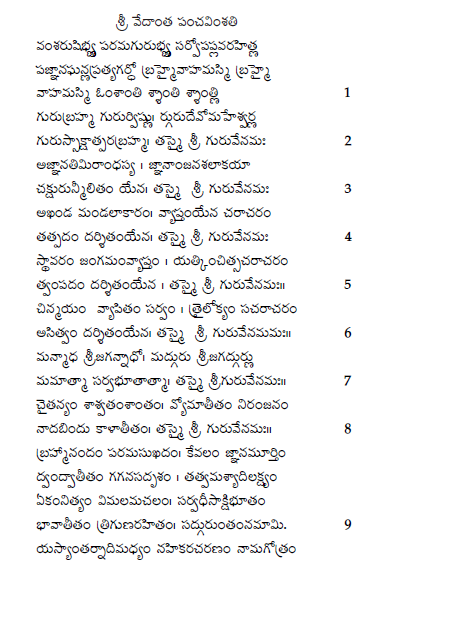 శ్రీ వేదాంత పంచవింశతి
వంశరుషిభ్యః పరమగురుభ్యః సర్వోపప్లవరహిత్ణ
పజ్ఞానఘన్ణప్రత్యగర్థో బ్రహ్మైవాహమస్మి బ్రహ్మై
వాహమస్మి ఓంశాంతి శ్శాంతి శ్శాంత్ణి 1
గురుబ్రహ్మ గురుర్విష్ణు। ర్గురుదేవోమహేశ్వర్ణ
గురుస్సాక్షాత్పరబ్రహ్మ। తస్మై శ్రీ గురువేనమః 2
అజ్ఞానతిమిరాంధస్య । జ్ఞానాంజనశలాకయా
చక్షురున్మీలితం యేన। తస్మై శ్రీ గురువేనమః 3
అఖండ మండలాకారం। వ్యాప్తంయేన చరాచరం
తత్పదం దర్శితంయేన। తస్మై శ్రీ గురువేనమః 4
స్థావరం జంగమంవ్యాప్తం । యత్కించిత్సచరాచరం
త్వంపదం దర్శితంయేన । తస్మై శ్రీ గురువేనమః॥ 5
చిన్మయం వ్యాపితం సర్వం । త్రైలోక్యం సచరాచరం
అసిత్వం దర్శితంయేన। తస్మై శ్రీ గురువేనమమః॥ 6
మన్మాధ శ్రీజగన్నాధో। మద్గురు శ్రీజగద్గుర్ణు
మమాత్మా సర్వభూతాత్మా। తస్మై శ్రీగురువేనమః॥ 7
చైతన్యం శాశ్వతంశాంతం। వ్యోమాతీతం నిరంజనం
నాదబిందు కాళాతీతం। తస్మై శ్రీ గురువేనమః॥ 8
బ్రహ్మానందం పరమసుఖదం। కేవలం జ్ఞానమూర్తిం
ద్వంద్వాతీతం గగనసదృశం । తత్వమశ్యాదిలక్ష్యం
ఏకంనిత్యం విమలమచలం। సర్వధీసాక్షిభూతం
భావాతీతం త్రిగుణరహితం। సద్గురుంతంనమామి. 9
యస్యాంతర్నాదిమధ్యం నహికరచరణం నామగోత్రం